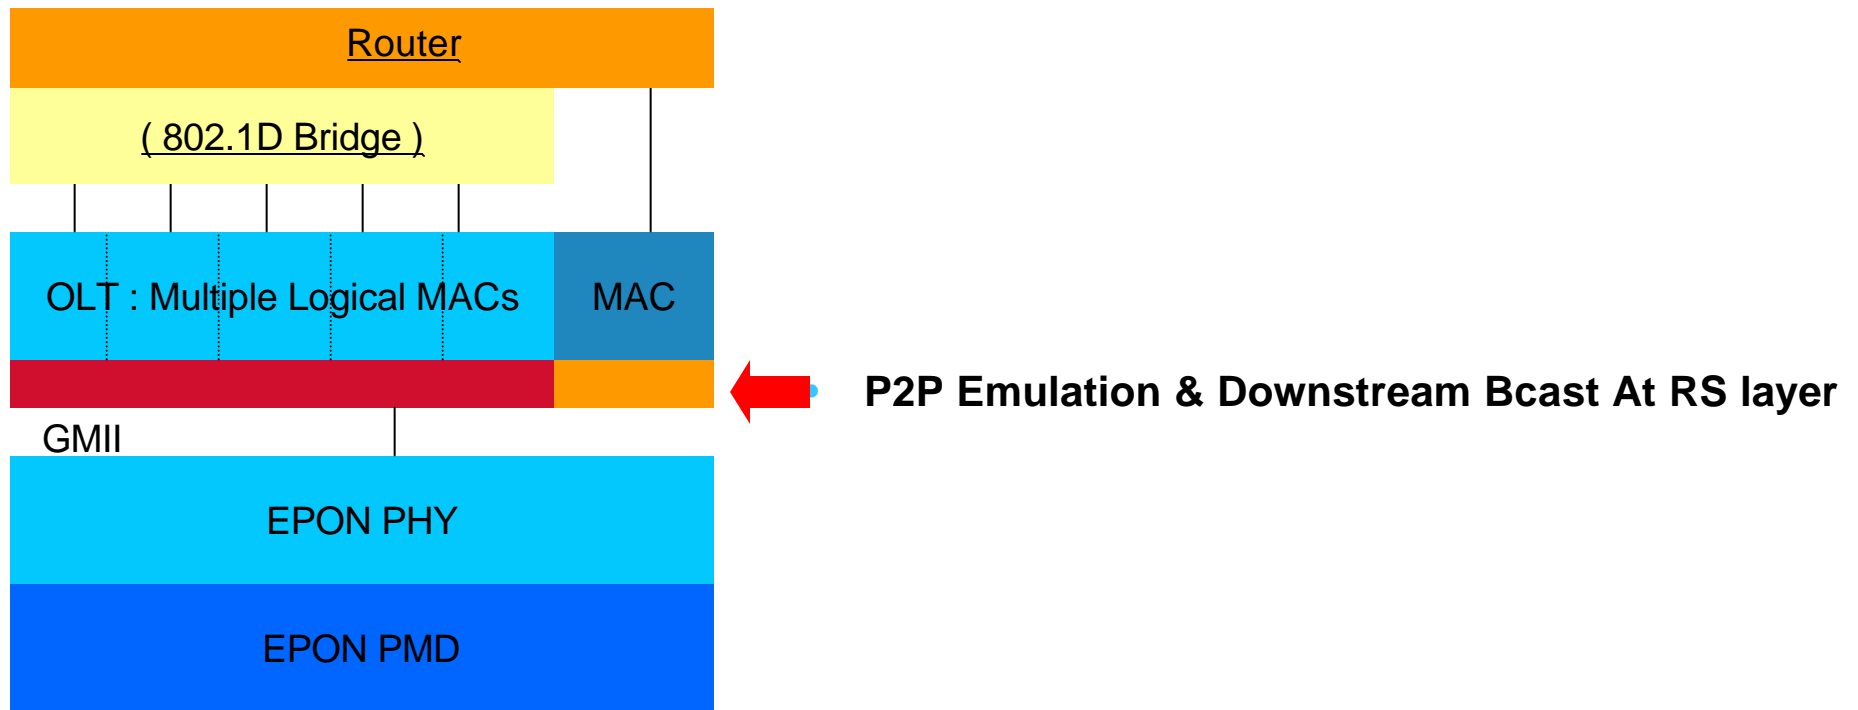 Router
( 802.1D Bridge )
OLT : Multiple Logical MACs
MAC
P2P Emulation & Downstream Bcast At RS layer
GMII
EPON PHY
EPON PMD